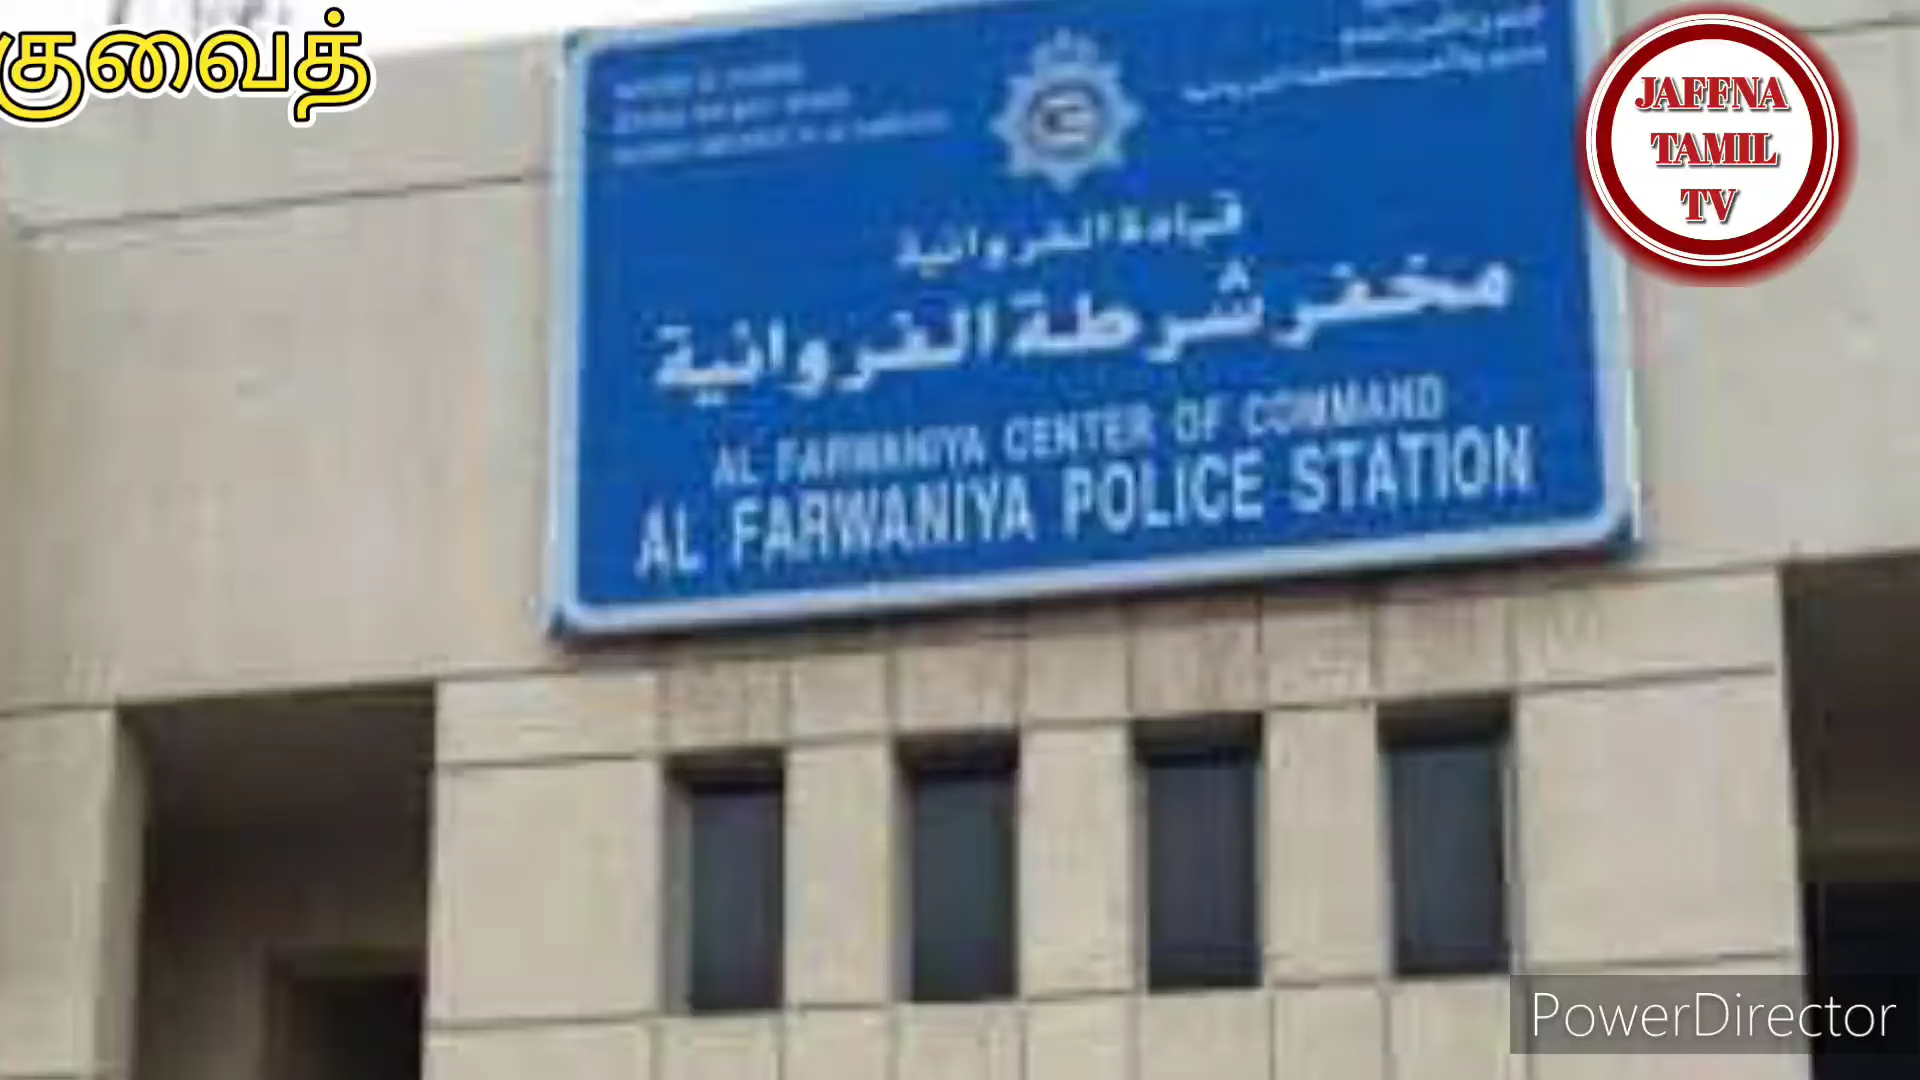 குவைத்
JAFFNA
TAMIL
TV
قيادة الفروانية
مخفر شرطة الفروانية
AL FARWANIYA CENTER OF COMMAND
AL FARWANIYA POLICE STATION
PowerDirector